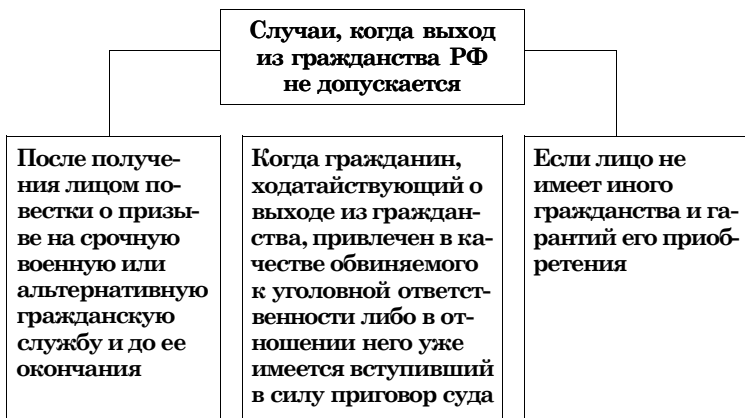 Случаи, когда выход
из гражданства РФ
не допускается
После получе-
ния лицом по-
вестки о призы-
ве на срочную
военную или
альтернативную
гражданскую
службу и до ее
окончания
Когда гражданин,
ходатайствующий о
выходе из граждан-
ства, привлечен в ка-
честве обвиняемого
к уголовной ответст-
венности либо в от-
ношении него уже
имеется вступивший
в силу приговор суда
Если лицо не
имеет иного
гражданства и га-
рантий его приоб-
ретения